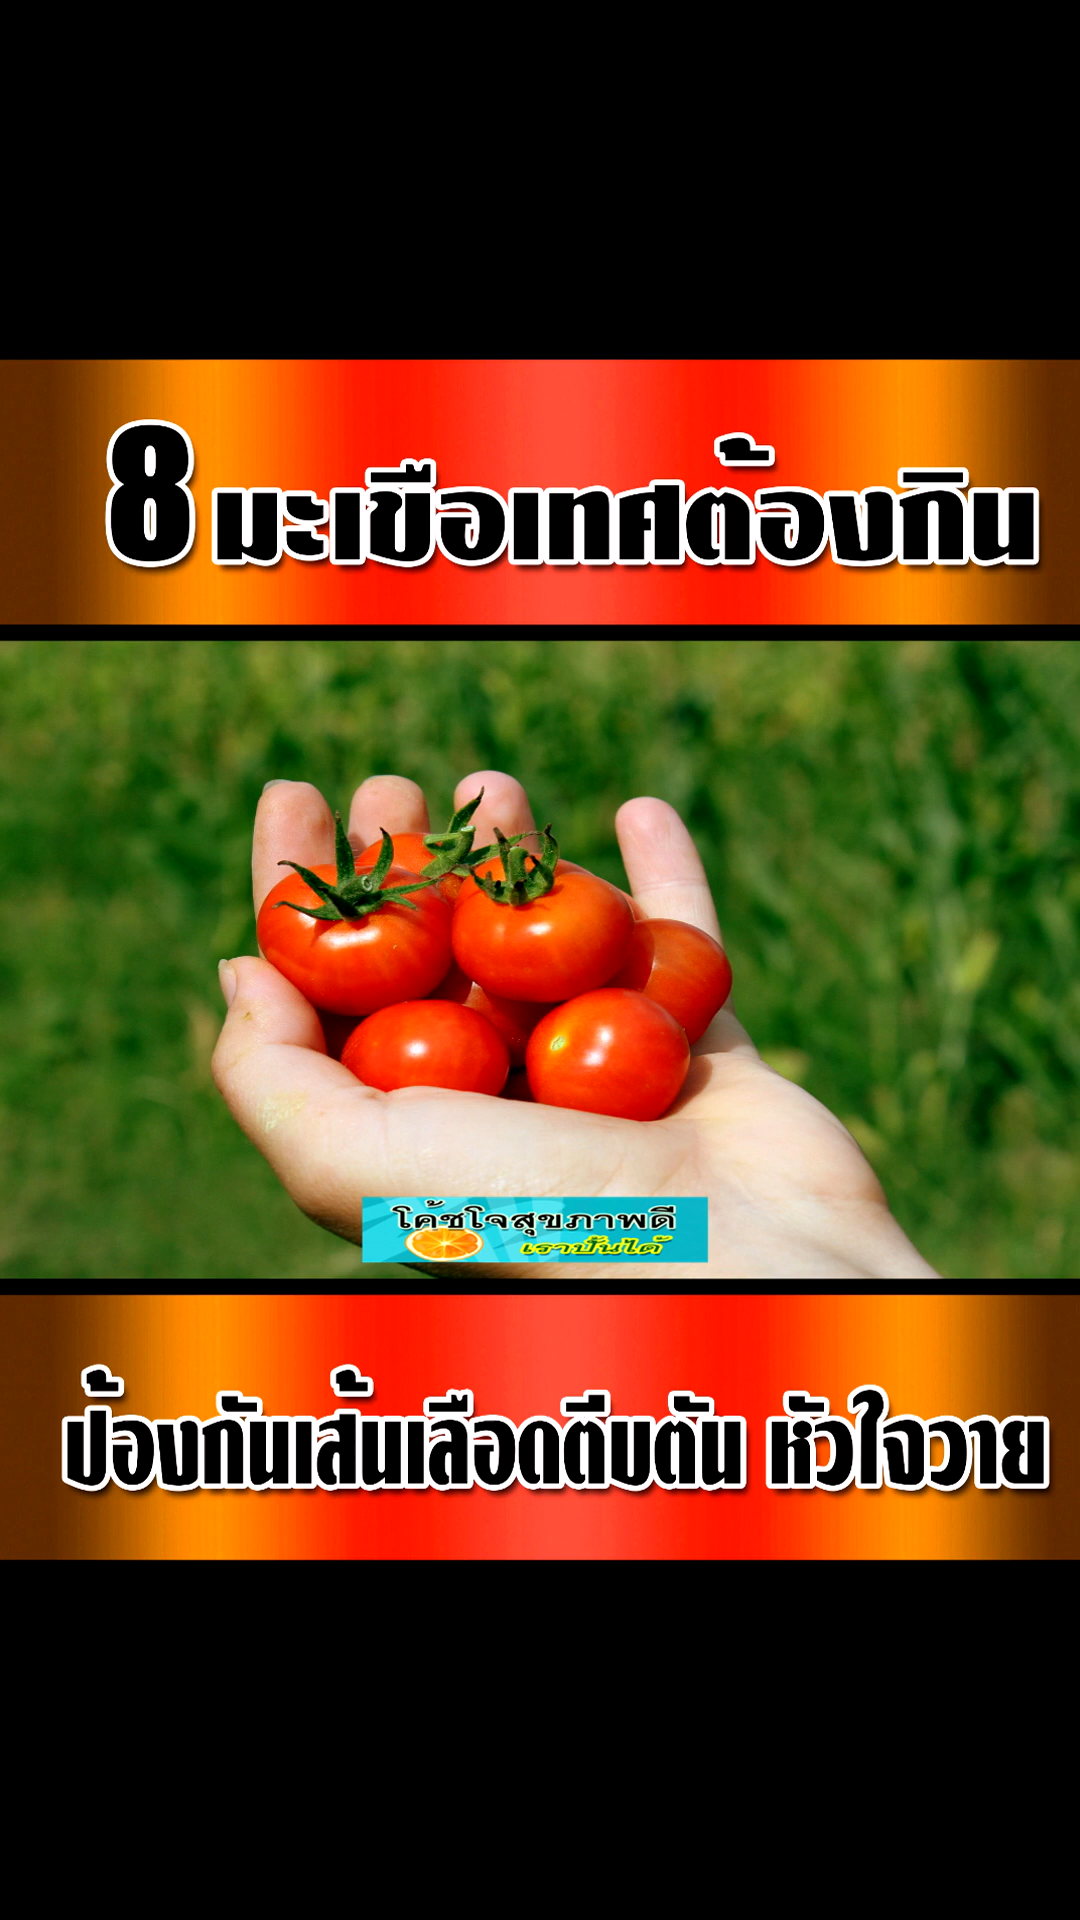 8 มะเขือเทศต้องกิน
โค้ชโจสุขภาพดี
เราปั้นได้
ป้องกันเส้นเลือดตีบตัน หัวใจวาย